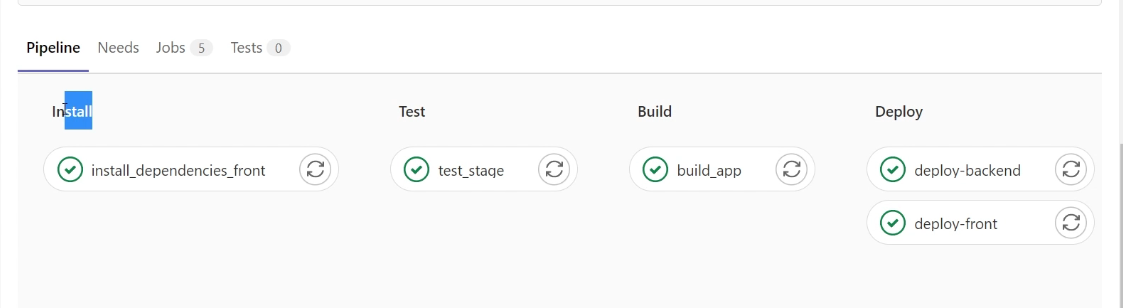 Pipeline Needs Jobs 5 Tests 0
Install Test Build Deploy
install_dependencies_front test_stage build_app deploy-backend
deploy-front